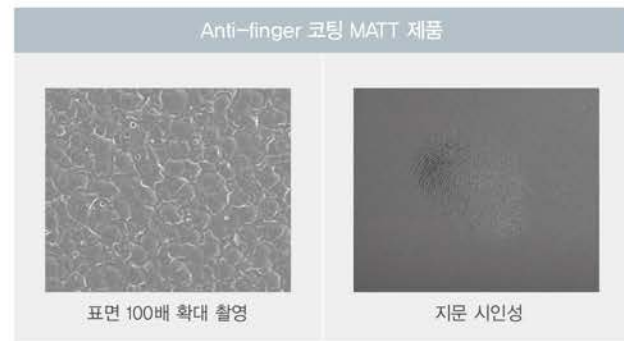 Anti-finger 코팅 MATT 제품
표면 100배 확대 촬영
지문 시인성